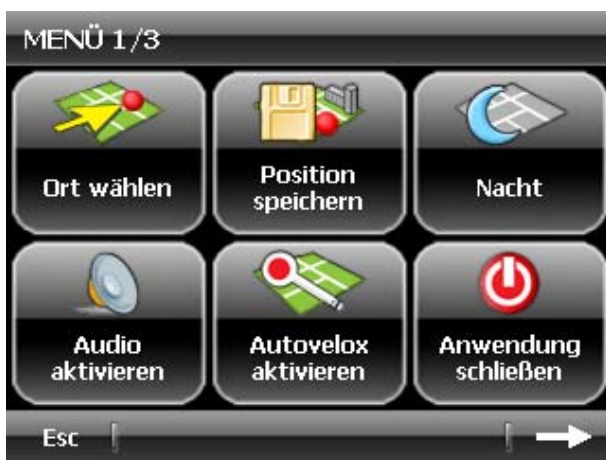 MENÜ 1/3
Ort wählen
Position
speichern
Nacht
Audio
aktivieren
Autovelox
aktivieren
Anwendung
schließen
Esc